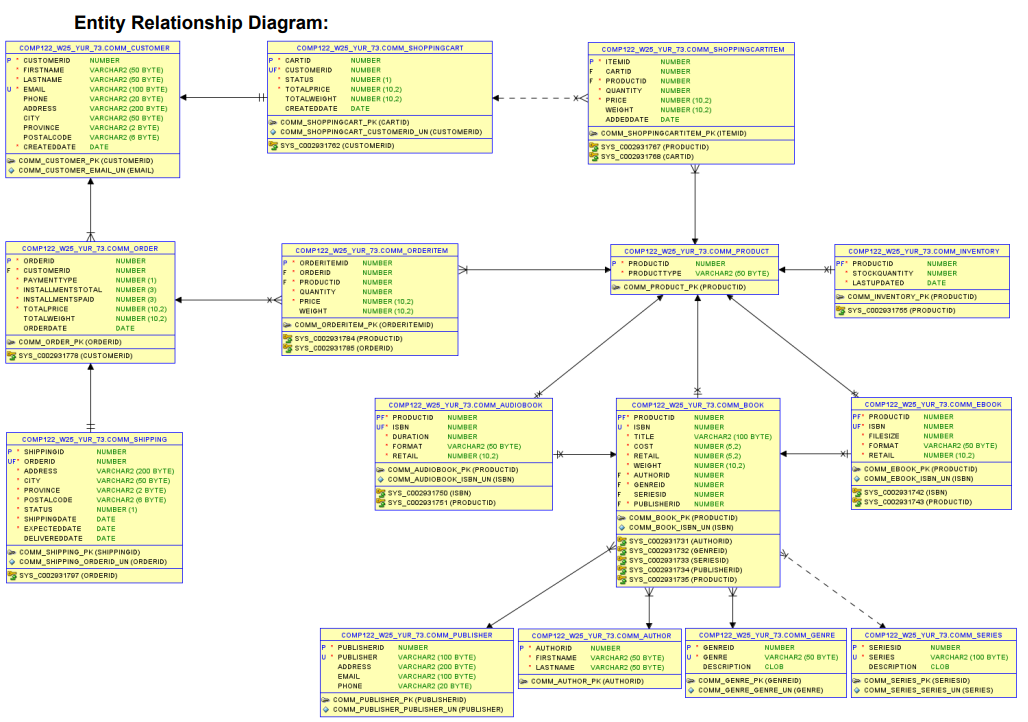 Entity Relationship Diagram:
COMP122_W25_YUR_73.COMM_CUSTOMER
P * CUSTOMERID NUMBER
* FIRSTNAME VARCHAR2 (50 BYTE)
* LASTNAME VARCHAR2 (50 BYTE)
U * EMAIL VARCHAR2 (100 BYTE)
PHONE VARCHAR2 (20 BYTE)
ADDRESS VARCHAR2 (200 BYTE)
CITY VARCHAR2 (50 BYTE)
PROVINCE VARCHAR2 (2 BYTE)
POSTALCODE VARCHAR2 (6 BYTE)
* CREATEDDATE DATE
COMM_CUSTOMER_PK (CUSTOMERID)
COMM_CUSTOMER_EMAIL_UN (EMAIL)
COMP122_W25_YUR_73.COMM_SHOPPINGCART
P * CARTID NUMBER
UF* CUSTOMERID NUMBER
* STATUS NUMBER (1)
* TOTALPRICE NUMBER (10,2)
TOTALWEIGHT NUMBER (10,2)
CREATEDDATE DATE
COMM_SHOPPINGCART_PK (CARTID)
COMM_SHOPPINGCART_CUSTOMERID_UN (CUSTOMERID)
SYS_C002931762 (CUSTOMERID)
COMP122_W25_YUR_73.COMM_SHOPPINGCARTITEM
P * ITEMID NUMBER
F CARTID NUMBER
F * PRODUCTID NUMBER
* QUANTITY NUMBER
* PRICE NUMBER (10,2)
WEIGHT NUMBER (10,2)
ADDEDDATE DATE
COMM_SHOPPINGCARTITEM_PK (ITEMID)
SYS_C002931767 (PRODUCTID)
SYS_C002931768 (CARTID)
COMP122_W25_YUR_73.COMM_ORDER
P * ORDERID NUMBER
F * CUSTOMERID NUMBER
* PAYMENTTYPE NUMBER (1)
* INSTALLMENTSTOTAL NUMBER (3)
* INSTALLMENTSPAID NUMBER (3)
* TOTALPRICE NUMBER (10,2)
TOTALWEIGHT NUMBER (10,2)
ORDERDATE DATE
COMM_ORDER_PK (ORDERID)
SYS_C002931778 (CUSTOMERID)
COMP122_W25_YUR_73.COMM_ORDERITEM
P * ORDERITEMID NUMBER
F * ORDERID NUMBER
F * PRODUCTID NUMBER
* QUANTITY NUMBER
* PRICE NUMBER (10,2)
WEIGHT NUMBER (10,2)
COMM_ORDERITEM_PK (ORDERITEMID)
SYS_C002931784 (PRODUCTID)
SYS_C002931785 (ORDERID)
COMP122_W25_YUR_73.COMM_PRODUCT
P * PRODUCTID NUMBER
* PRODUCTTYPE VARCHAR2 (50 BYTE)
COMM_PRODUCT_PK (PRODUCTID)
COMP122_W25_YUR_73.COMM_INVENTORY
PF* PRODUCTID NUMBER
* STOCKQUANTITY NUMBER
* LASTUPDATED DATE
COMM_INVENTORY_PK (PRODUCTID)
SYS_C002931755 (PRODUCTID)
COMP122_W25_YUR_73.COMM_SHIPPING
P * SHIPPINGID NUMBER
UF* ORDERID NUMBER
* ADDRESS VARCHAR2 (200 BYTE)
* CITY VARCHAR2 (50 BYTE)
* PROVINCE VARCHAR2 (2 BYTE)
* POSTALCODE VARCHAR2 (6 BYTE)
* STATUS NUMBER (1)
* SHIPPINGDATE DATE
* EXPECTEDDATE DATE
DELIVEREDDATE DATE
COMM_SHIPPING_PK (SHIPPINGID)
COMM_SHIPPING_ORDERID_UN (ORDERID)
SYS_C002931797 (ORDERID)
COMP122_W25_YUR_73.COMM_AUDIOBOOK
PF* PRODUCTID NUMBER
UF* ISBN NUMBER
* DURATION NUMBER
* FORMAT VARCHAR2 (50 BYTE)
* RETAIL NUMBER (10,2)
COMM_AUDIOBOOK_PK (PRODUCTID)
COMM_AUDIOBOOK_ISBN_UN (ISBN)
SYS_C002931750 (ISBN)
SYS_C002931751 (PRODUCTID)
COMP122_W25_YUR_73.COMM_BOOK
PF* PRODUCTID NUMBER
U * ISBN NUMBER
* TITLE VARCHAR2 (100 BYTE)
* COST NUMBER (5,2)
* RETAIL NUMBER (5,2)
* WEIGHT NUMBER (10,2)
F * AUTHORID NUMBER
F * GENREID NUMBER
F SERIESID NUMBER
F * PUBLISHERID NUMBER
COMM_BOOK_PK (PRODUCTID)
COMM_BOOK_ISBN_UN (ISBN)
SYS_C002931731 (AUTHORID)
SYS_C002931732 (GENREID)
SYS_C002931733 (SERIESID)
SYS_C002931734 (PUBLISHERID)
SYS_C002931735 (PRODUCTID)
COMP122_W25_YUR_73.COMM_EBOOK
PF* PRODUCTID NUMBER
UF* ISBN NUMBER
* FILESIZE NUMBER
* FORMAT VARCHAR2 (50 BYTE)
* RETAIL NUMBER (10,2)
COMM_EBOOK_PK (PRODUCTID)
COMM_EBOOK_ISBN_UN (ISBN)
SYS_C002931742 (ISBN)
SYS_C002931743 (PRODUCTID)
COMP122_W25_YUR_73.COMM_PUBLISHER
P * PUBLISHERID NUMBER
U * PUBLISHER VARCHAR2 (100 BYTE)
ADDRESS VARCHAR2 (200 BYTE)
EMAIL VARCHAR2 (100 BYTE)
PHONE VARCHAR2 (20 BYTE)
COMM_PUBLISHER_PK (PUBLISHERID)
COMM_PUBLISHER_PUBLISHER_UN (PUBLISHER)
COMP122_W25_YUR_73.COMM_AUTHOR
P * AUTHORID NUMBER
* FIRSTNAME VARCHAR2 (50 BYTE)
* LASTNAME VARCHAR2 (50 BYTE)
COMM_AUTHOR_PK (AUTHORID)
COMP122_W25_YUR_73.COMM_GENRE
P * GENREID NUMBER
U * GENRE VARCHAR2 (50 BYTE)
DESCRIPTION CLOB
COMM_GENRE_PK (GENREID)
COMM_GENRE_GENRE_UN (GENRE)
COMP122_W25_YUR_73.COMM_SERIES
P * SERIESID NUMBER
U * SERIES VARCHAR2 (100 BYTE)
DESCRIPTION CLOB
COMM_SERIES_PK (SERIESID)
COMM_SERIES_SERIES_UN (SERIES)